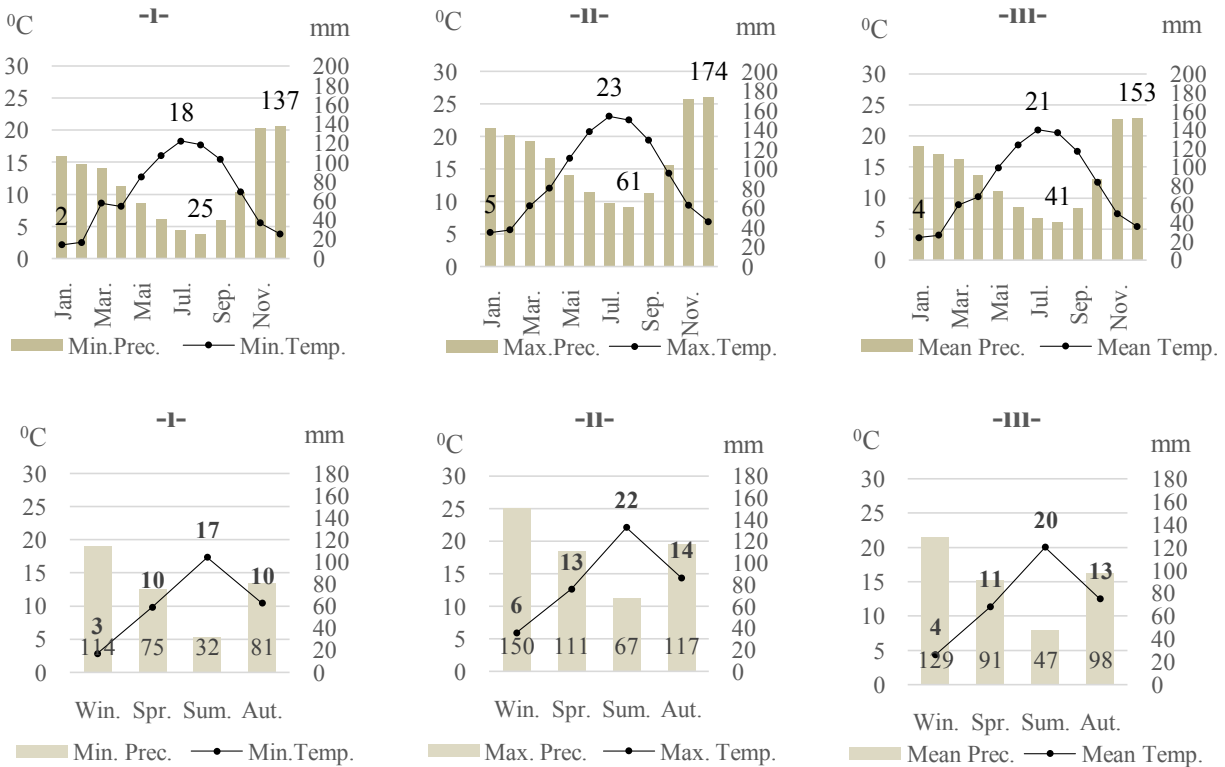 -I-
⁰C
mm
30
25
20
15
10
5
0
200
180
160
140
120
100
80
60
40
20
0
2
18
25
137
Jan.
Mar.
Mai
Jul.
Sep.
Nov.
Min.Prec. Min.Temp.
-II-
⁰C
mm
30
25
20
15
10
5
0
200
180
160
140
120
100
80
60
40
20
0
5
23
61
174
Jan.
Mar.
Mai
Jul.
Sep.
Nov.
Max.Prec. Max.Temp.
-III-
⁰C
mm
30
25
20
15
10
5
0
200
180
160
140
120
100
80
60
40
20
0
4
21
41
153
Jan.
Mar.
Mai
Jul.
Sep.
Nov.
Mean Prec. Mean Temp.
-I-
⁰C
mm
30
25
20
15
10
5
0
180
160
140
120
100
80
60
40
20
0
3 10 17 10
114 75 32 81
Win. Spr. Sum. Aut.
Min. Prec. Min.Temp.
-II-
⁰C
mm
30
25
20
15
10
5
0
180
160
140
120
100
80
60
40
20
0
6 13 22 14
150 111 67 117
Win. Spr. Sum. Aut.
Max. Prec. Max. Temp.
-III-
⁰C
mm
30
25
20
15
10
5
0
180
160
140
120
100
80
60
40
20
0
4 11 20 13
129 91 47 98
Win. Spr. Sum. Aut.
Mean Prec. Mean Temp.